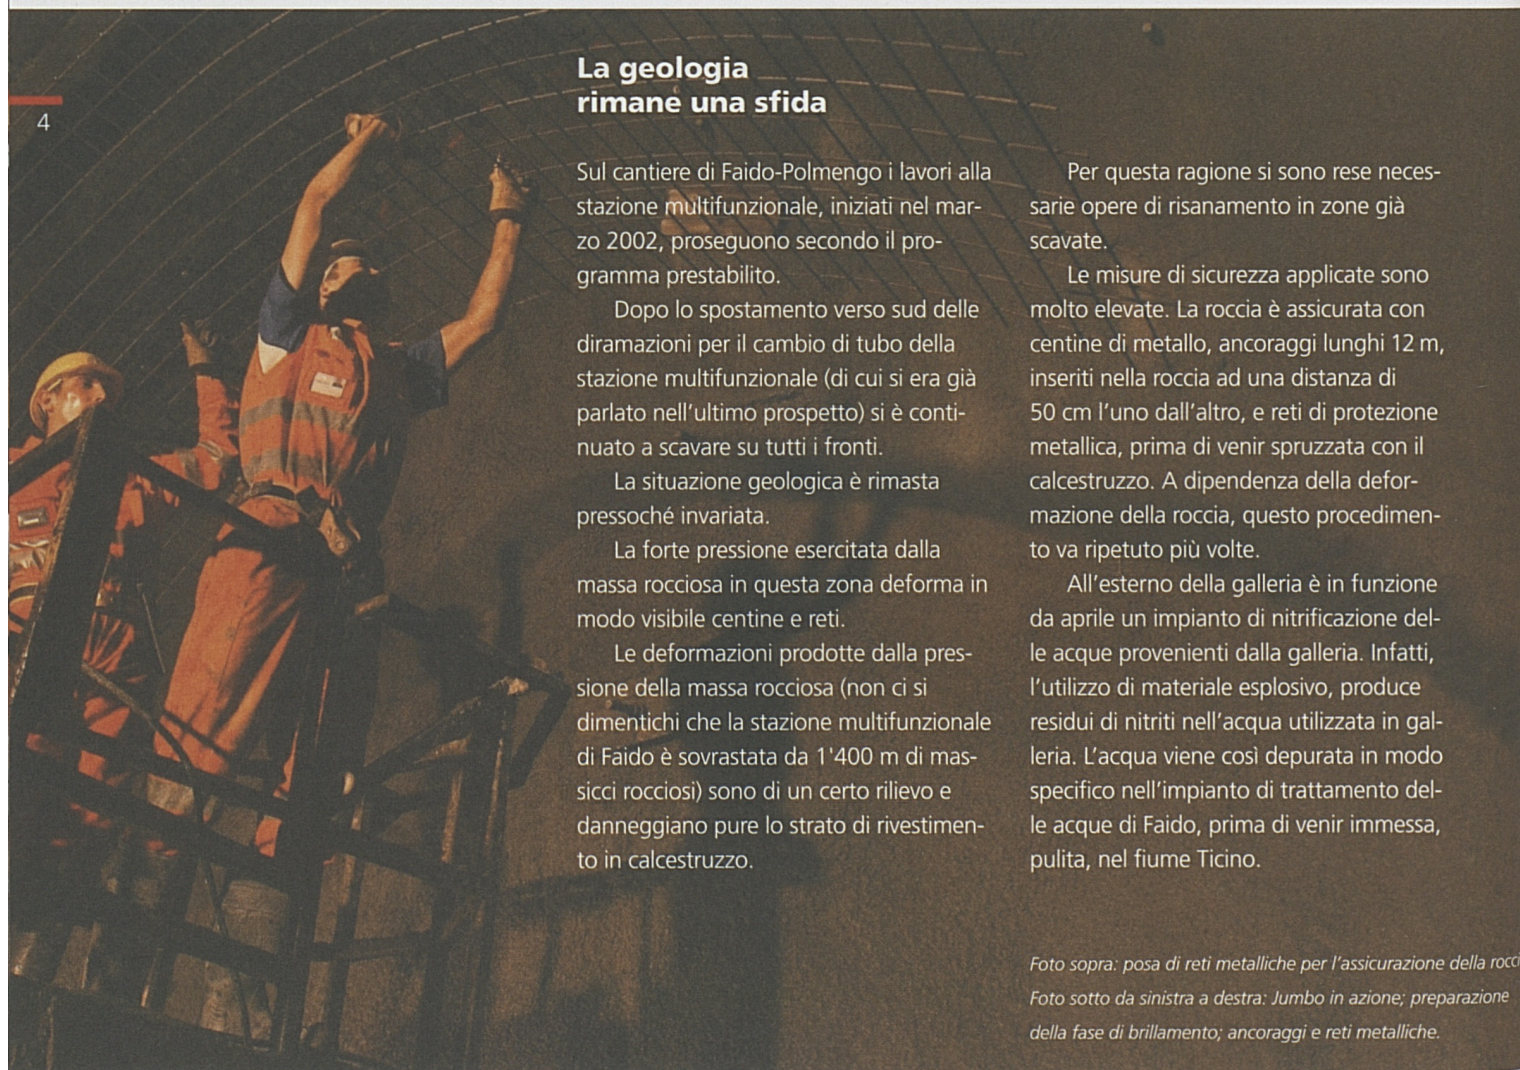 4
La geologia
rimane una sfida
Sul cantiere di Faido-Polmengo i lavori alla
stazione multifunzionale, iniziati nel mar-
zo 2002, proseguono secondo il pro-
gramma prestabilito.
Dopo lo spostamento verso sud delle
diramazioni per il cambio di tubo della
stazione multifunzionale (di cui si era già
parlato nell'ultimo prospetto) si è conti-
nuato a scavare su tutti i fronti.
La situazione geologica è rimasta
pressoché invariata.
La forte pressione esercitata dalla
massa rocciosa in questa zona deforma in
modo visibile centine e reti.
Le deformazioni prodotte dalla pres-
sione della massa rocciosa (non ci si
dimentichi che la stazione multifunzionale
di Faido è sovrastata da 1'400 m di mas-
sicci rocciosi) sono di un certo rilievo e
danneggiano pure lo strato di rivestimen-
to in calcestruzzo.
Per questa ragione si sono rese neces-
sarie opere di risanamento in zone già
scavate.
Le misure di sicurezza applicate sono
molto elevate. La roccia è assicurata con
centine di metallo, ancoraggi lunghi 12 m,
inseriti nella roccia ad una distanza di
50 cm l'uno dall'altro, e reti di protezione
metallica, prima di venir spruzzata con il
calcestruzzo. A dipendenza della defor-
mazione della roccia, questo procedimen-
to va ripetuto più volte.
All'esterno della galleria è in funzione
da aprile un impianto di nitrificazione del-
le acque provenienti dalla galleria. Infatti,
l'utilizzo di materiale esplosivo, produce
residui di nitriti nell'acqua utilizzata in gal-
leria. L'acqua viene così depurata in modo
specifico nell'impianto di trattamento del-
le acque di Faido, prima di venir immessa,
pulita, nel fiume Ticino.
Foto sopra: posa di reti metalliche per l'assicurazione della rocci
Foto sotto da sinistra a destra: Jumbo in azione; preparazione
della fase di brillamento; ancoraggi e reti metalliche.